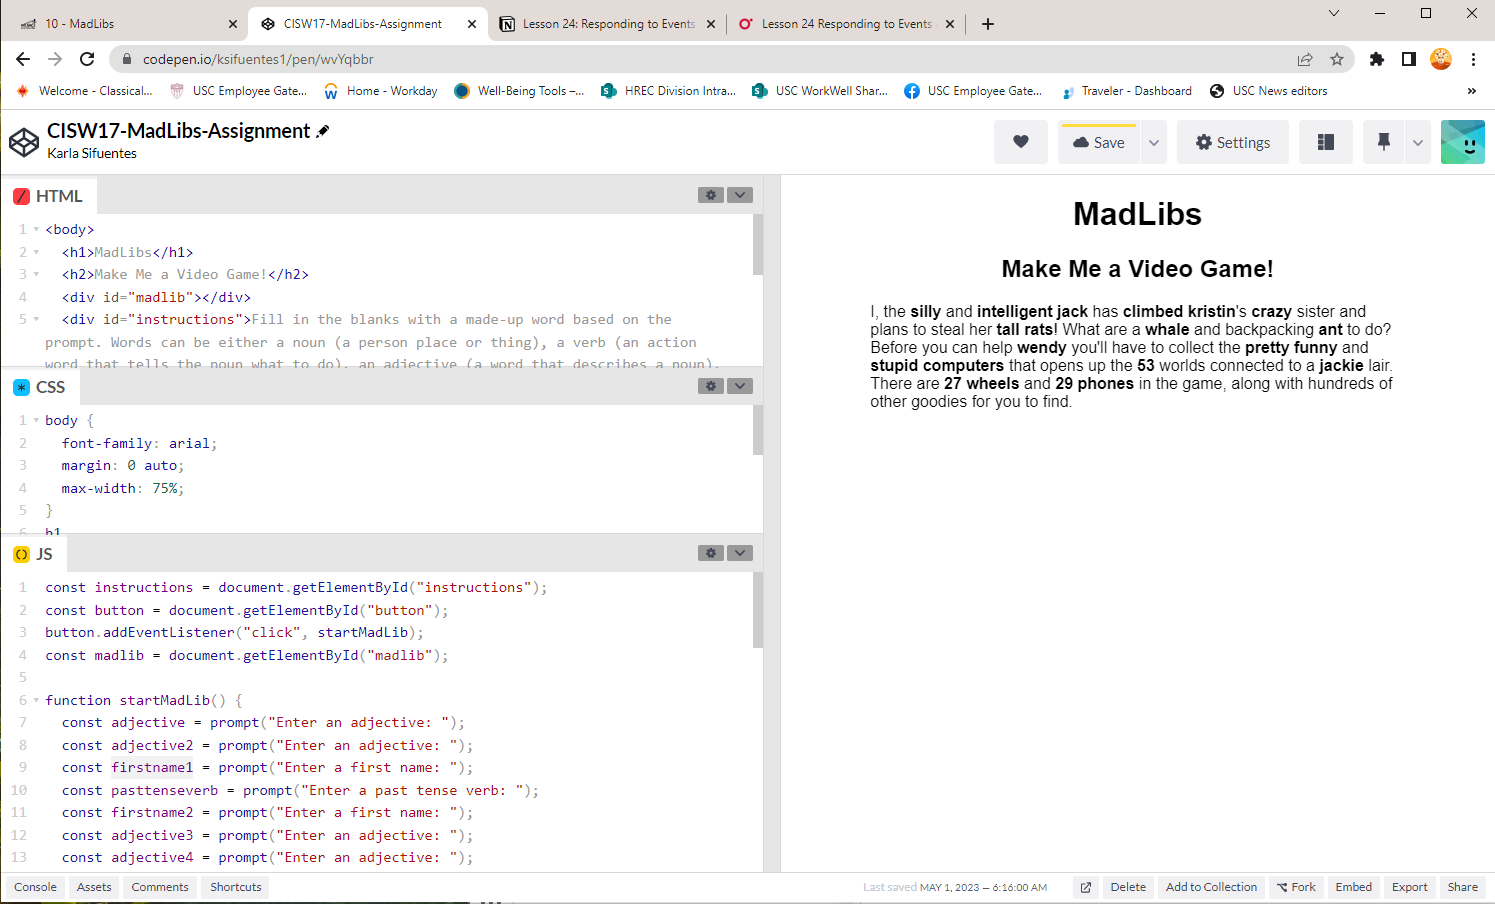 10 - MadLibs
CISW17-MadLibs-Assignment
Lesson 24: Responding to Events
Lesson 24 Responding to Events
codepen.io/ksifuentes1/pen/wvYqbbr
Welcome - Classical...
USC Employee Gate...
Home - Workday
Well-Being Tools –...
HREC Division Intra...
USC WorkWell Shar...
USC Employee Gate...
Traveler - Dashboard
USC News editors
»
CISW17-MadLibs-Assignment
Karla Sifuentes
Save
Settings
HTML
1 <body>
2 <h1>MadLibs</h1>
3 <h2>Make Me a Video Game!</h2>
4 <div id="madlib"></div>
5 <div id="instructions">Fill in the blanks with a made-up word based on the
prompt. Words can be either a noun (a person place or thing), a verb (an action
word that tells the noun what to do), an adjective (a word that describes a noun),
CSS
1 body {
2 font-family: arial;
3 margin: 0 auto;
4 max-width: 75%;
5 }
6 h1
JS
1 const instructions = document.getElementById("instructions");
2 const button = document.getElementById("button");
3 button.addEventListener("click", startMadLib);
4 const madlib = document.getElementById("madlib");
5
6 function startMadLib() {
7 const adjective = prompt("Enter an adjective: ");
8 const adjective2 = prompt("Enter an adjective: ");
9 const firstname1 = prompt("Enter a first name: ");
10 const pasttenseverb = prompt("Enter a past tense verb: ");
11 const firstname2 = prompt("Enter a first name: ");
12 const adjective3 = prompt("Enter an adjective: ");
13 const adjective4 = prompt("Enter an adjective: ");
MadLibs
Make Me a Video Game!
I, the silly and intelligent jack has climbed kristin's crazy sister and
plans to steal her tall rats! What are a whale and backpacking ant to do?
Before you can help wendy you'll have to collect the pretty funny and
stupid computers that opens up the 53 worlds connected to a jackie lair.
There are 27 wheels and 29 phones in the game, along with hundreds of
other goodies for you to find.
Console
Assets
Comments
Shortcuts
Last saved MAY 1, 2023 — 6:16:00 AM
Delete
Add to Collection
Fork
Embed
Export
Share